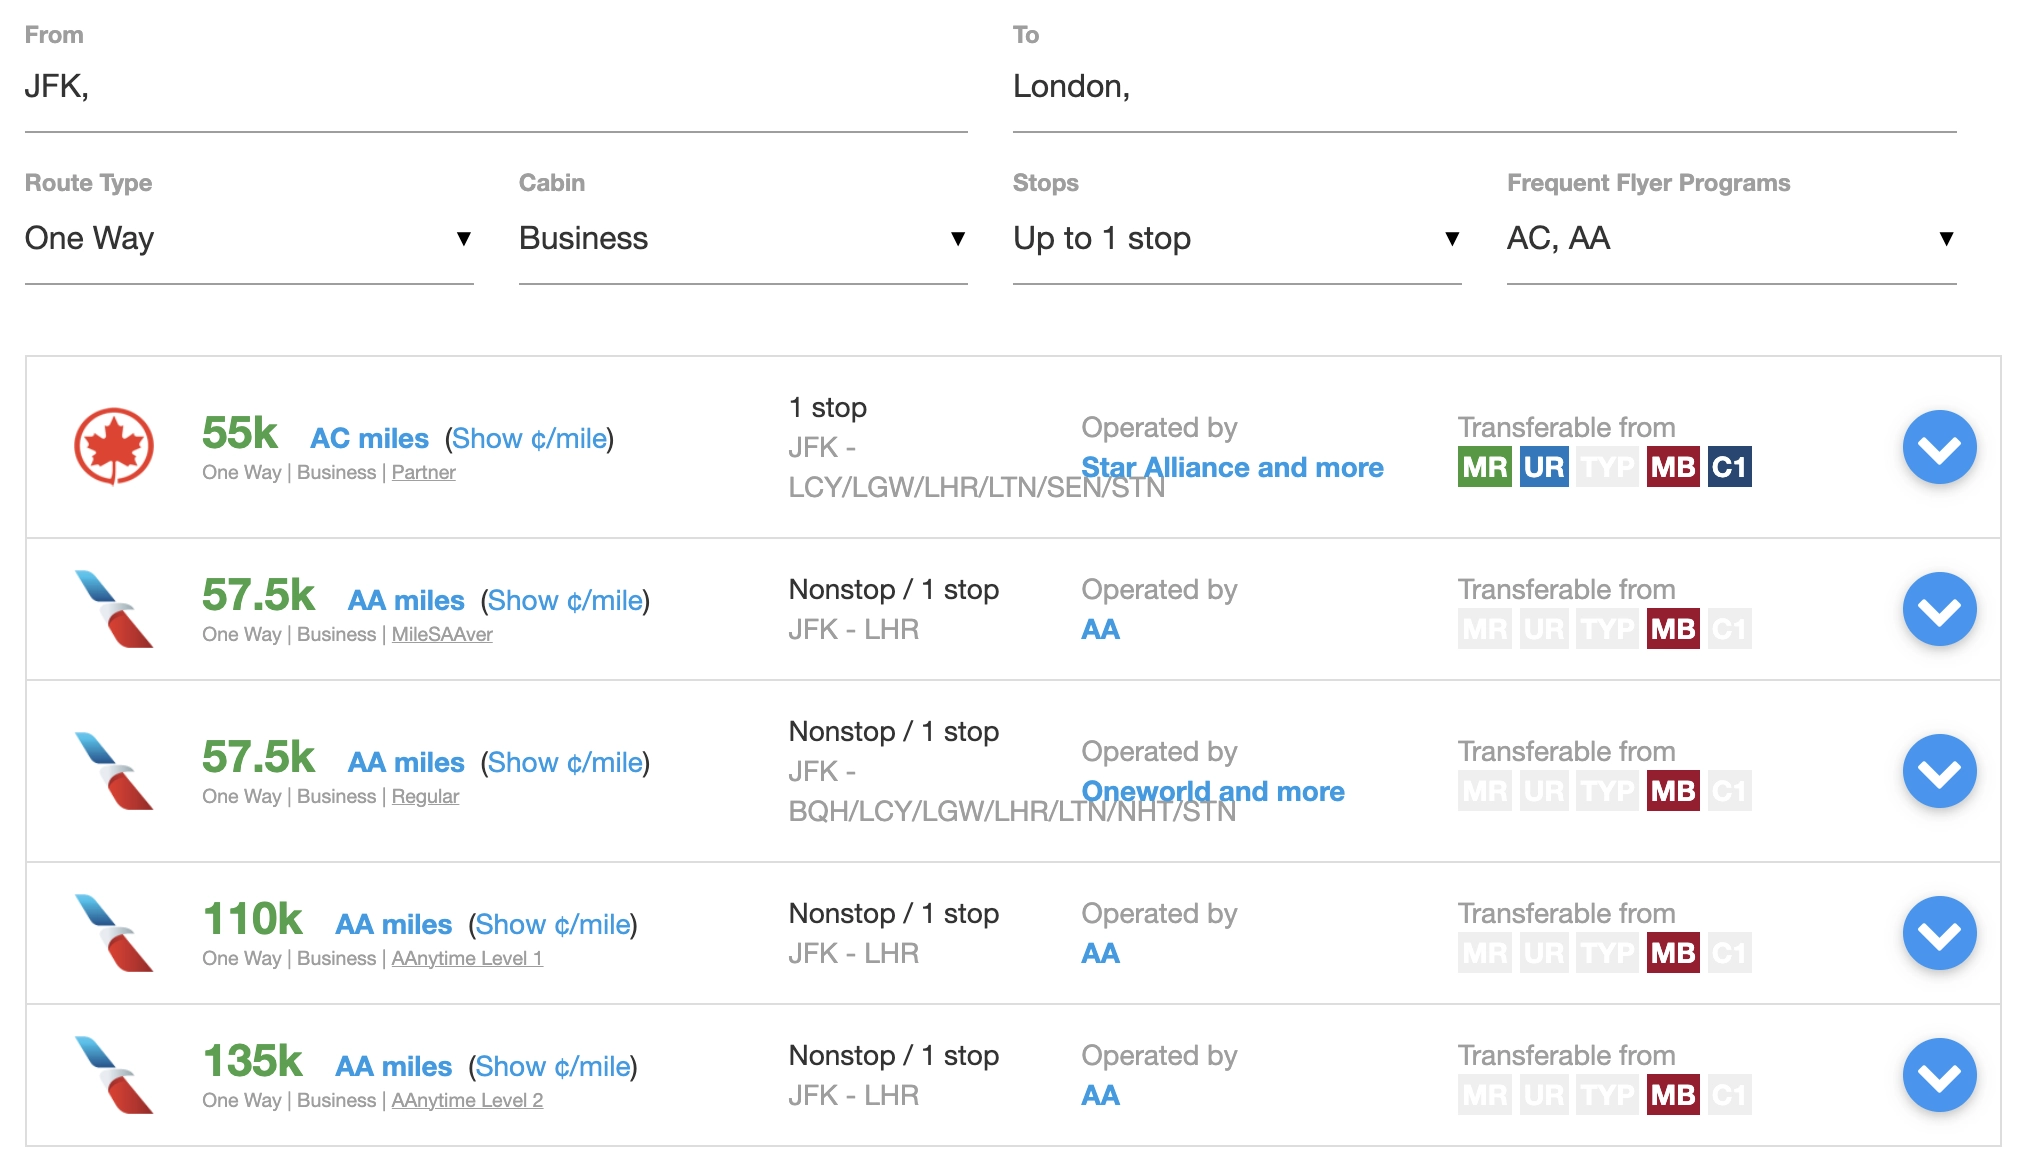 From
JFK,
To
London,
Route Type
One Way ▼
Cabin
Business ▼
Stops
Up to 1 stop ▼
Frequent Flyer Programs
AC, AA ▼
55k AC miles (Show ¢/mile)
One Way | Business | Partner
1 stop
JFK -
LCY/LGW/LHR/LTN/SEN/STN
Operated by
Star Alliance and more
Transferable from
MR UR TYP MB C1
57.5k AA miles (Show ¢/mile)
One Way | Business | MileSAAver
Nonstop / 1 stop
JFK - LHR
Operated by
AA
Transferable from
MR UR TYP MB C1
57.5k AA miles (Show ¢/mile)
One Way | Business | Regular
Nonstop / 1 stop
JFK -
BQH/LCY/LGW/LHR/LTN/NHT/STN
Operated by
Oneworld and more
Transferable from
MR UR TYP MB C1
110k AA miles (Show ¢/mile)
One Way | Business | AAnytime Level 1
Nonstop / 1 stop
JFK - LHR
Operated by
AA
Transferable from
MR UR TYP MB C1
135k AA miles (Show ¢/mile)
One Way | Business | AAnytime Level 2
Nonstop / 1 stop
JFK - LHR
Operated by
AA
Transferable from
MR UR TYP MB C1